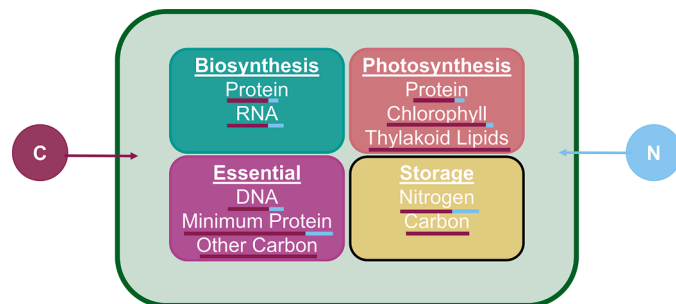 Biosynthesis
Protein
RNA
Photosynthesis
Protein
Chlorophyll
Thylakoid Lipids
C
N
Essential
DNA
Minimum Protein
Other Carbon
Storage
Nitrogen
Carbon